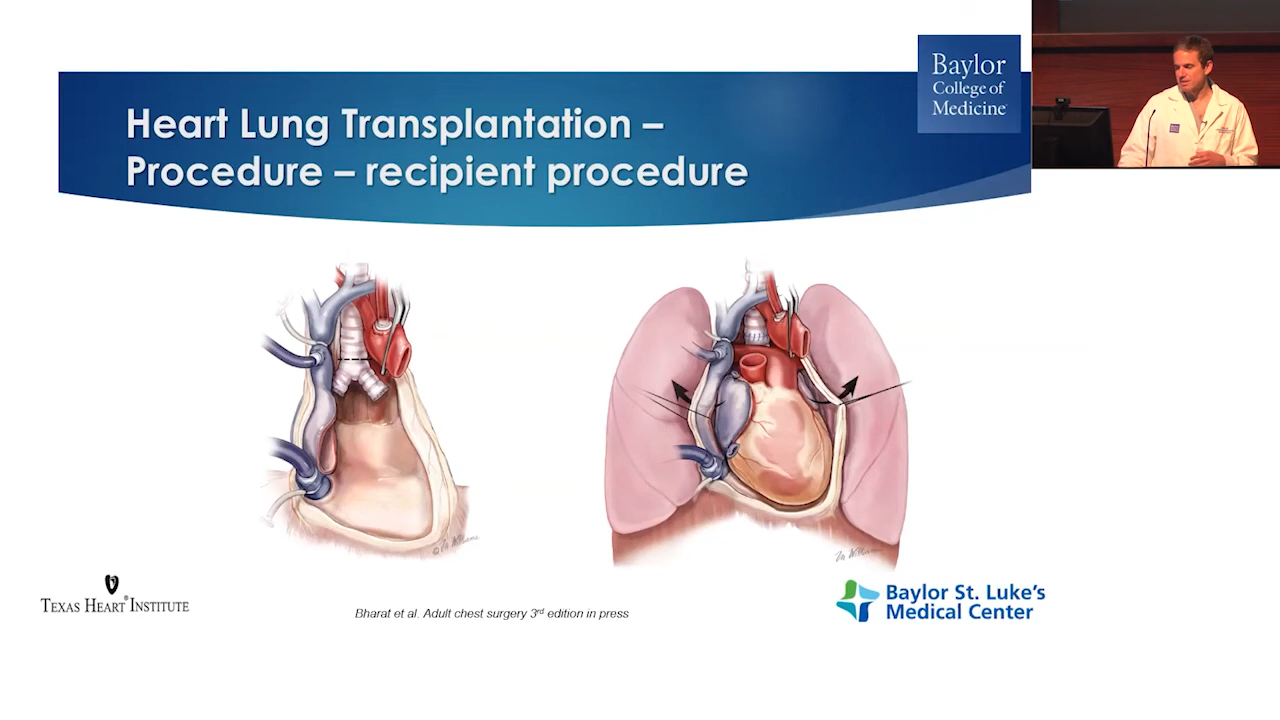 Heart Lung Transplantation –
Procedure – recipient procedure
Baylor
College of
Medicine
TEXAS HEART® INSTITUTE
Bharat et al. Adult chest surgery 3rd edition in press
Baylor St. Luke's
Medical Center